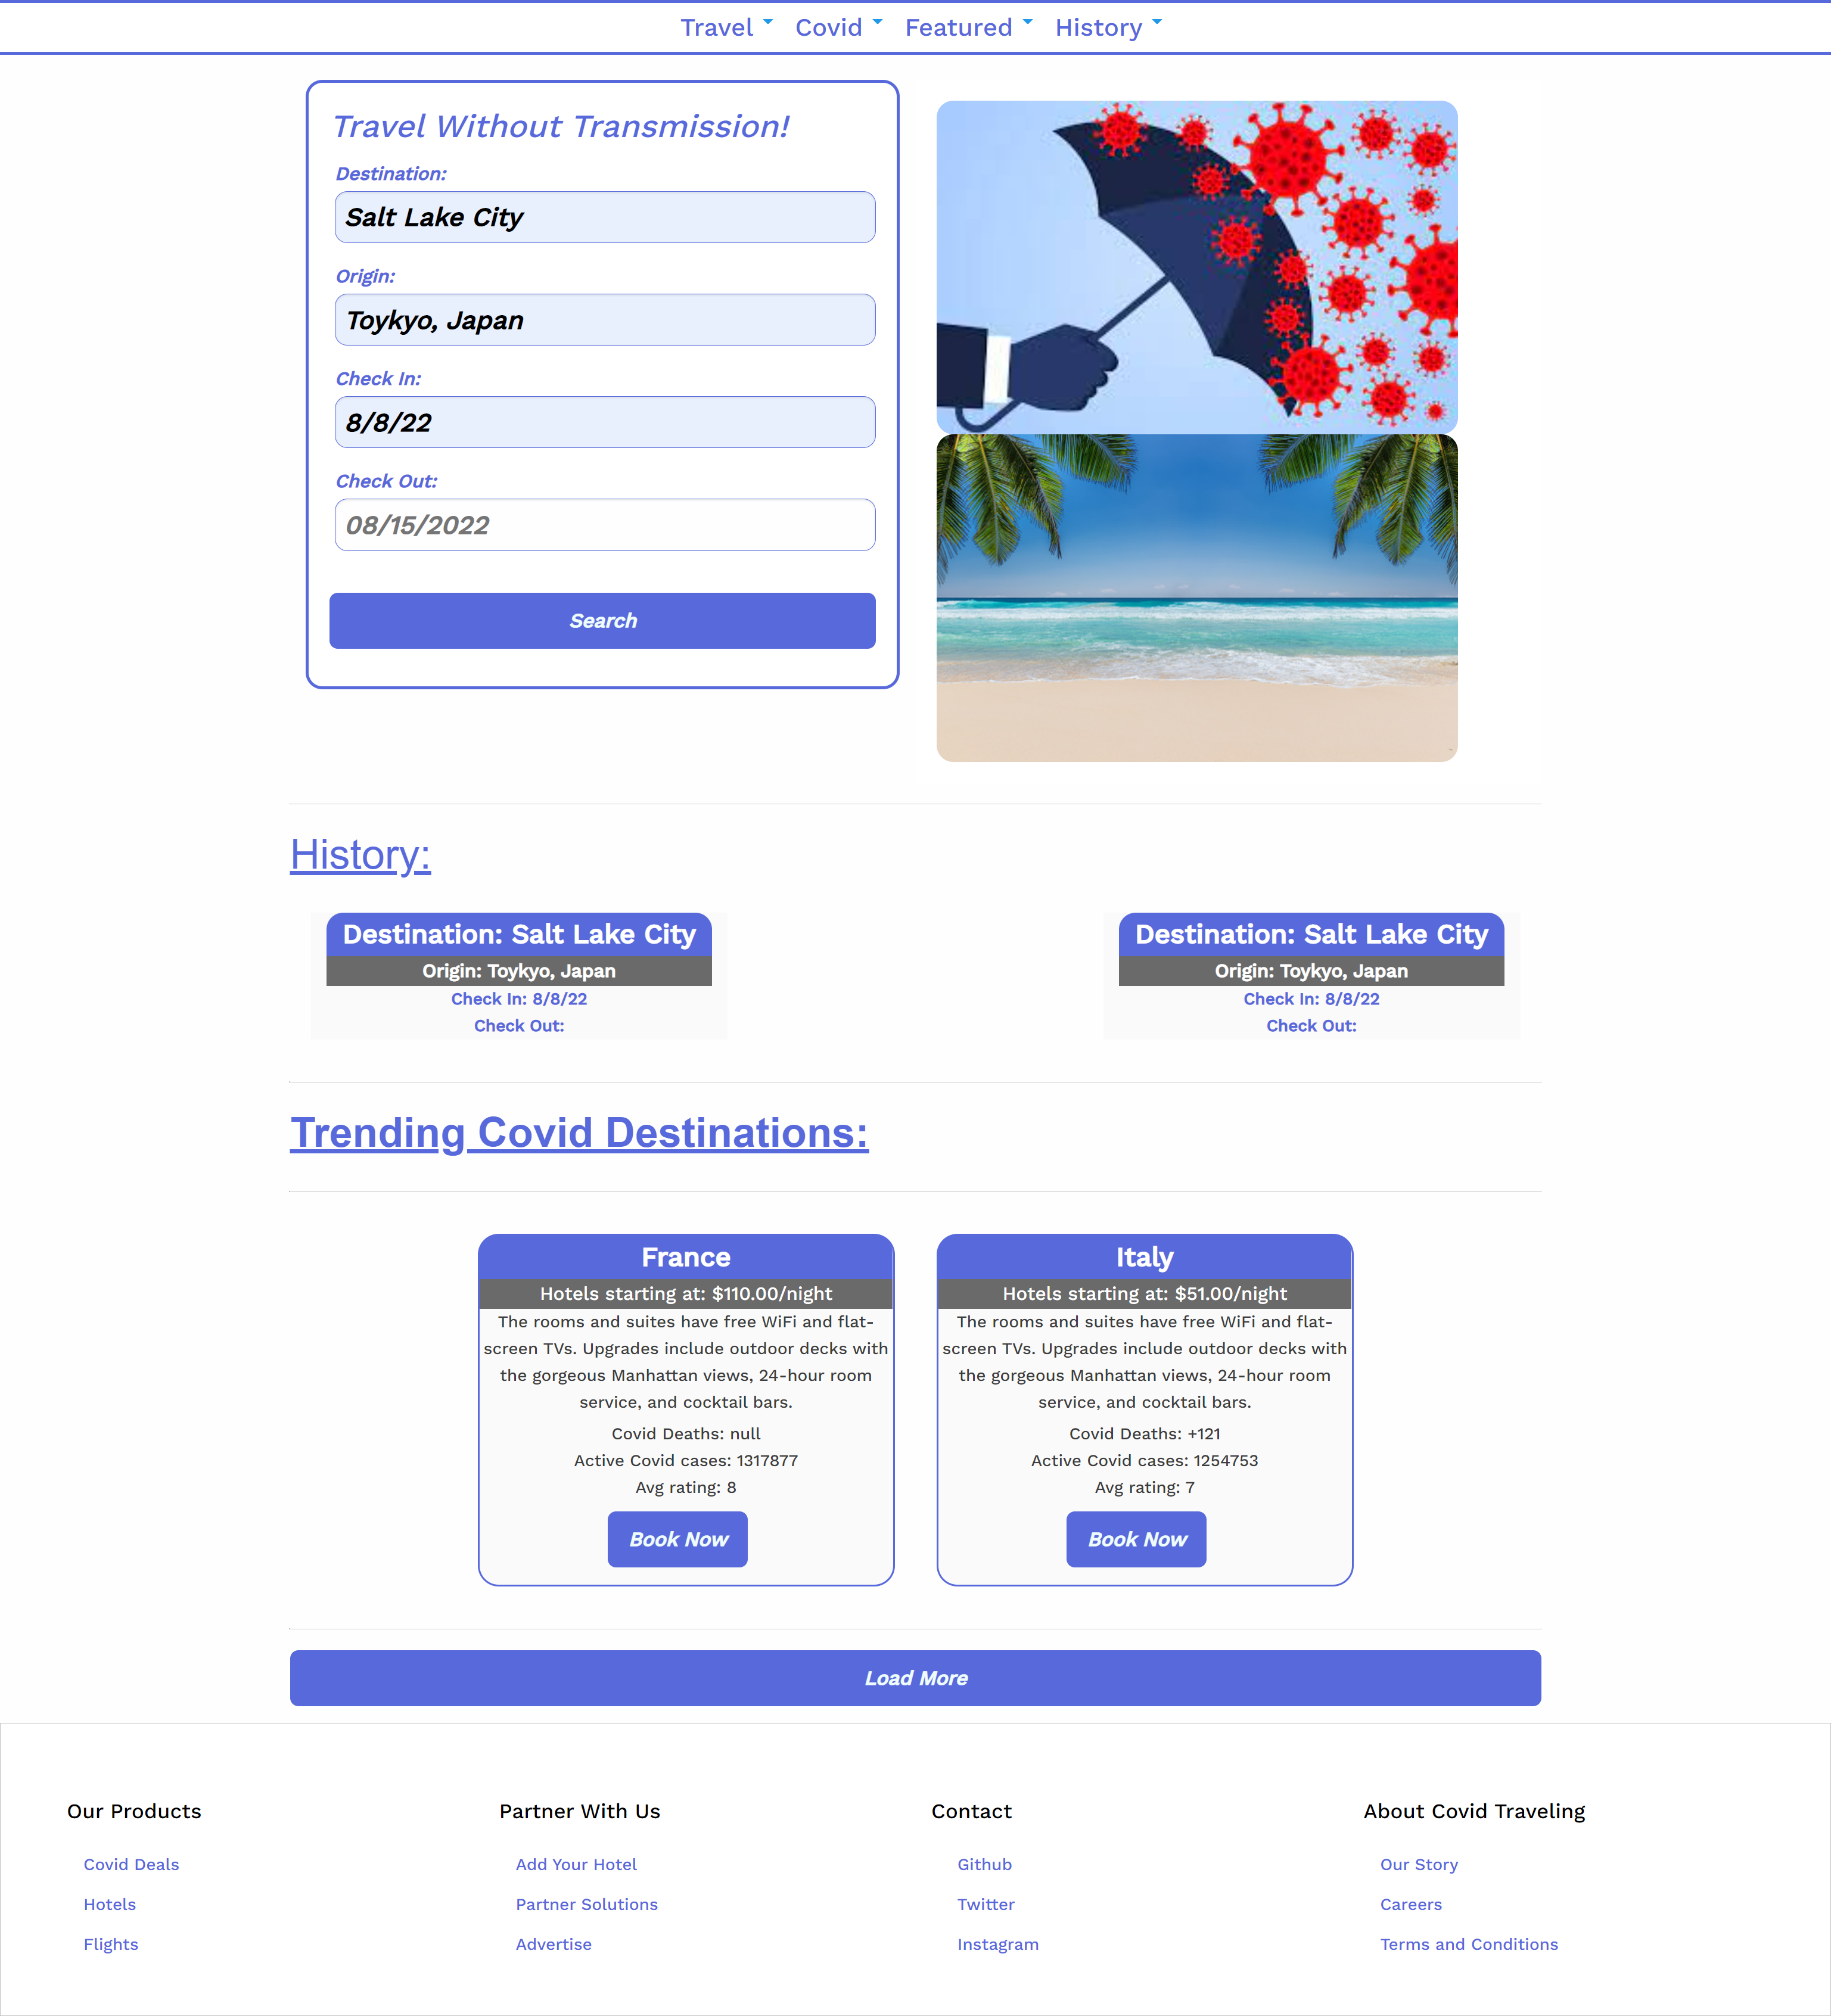 Travel Covid Featured History
Travel Without Transmission!
Destination:
Salt Lake City
Origin:
Toykyo, Japan
Check In:
8/8/22
Check Out:
08/15/2022
Search
History:
Destination: Salt Lake City
Origin: Toykyo, Japan
Check In: 8/8/22
Check Out:
Destination: Salt Lake City
Origin: Toykyo, Japan
Check In: 8/8/22
Check Out:
Trending Covid Destinations:
France
Hotels starting at: $110.00/night
The rooms and suites have free WiFi and flat-
screen TVs. Upgrades include outdoor decks with
the gorgeous Manhattan views, 24-hour room
service, and cocktail bars.
Covid Deaths: null
Active Covid cases: 1317877
Avg rating: 8
Book Now
Italy
Hotels starting at: $51.00/night
The rooms and suites have free WiFi and flat-
screen TVs. Upgrades include outdoor decks with
the gorgeous Manhattan views, 24-hour room
service, and cocktail bars.
Covid Deaths: +121
Active Covid cases: 1254753
Avg rating: 7
Book Now
Load More
Our Products
Covid Deals
Hotels
Flights
Partner With Us
Add Your Hotel
Partner Solutions
Advertise
Contact
Github
Twitter
Instagram
About Covid Traveling
Our Story
Careers
Terms and Conditions